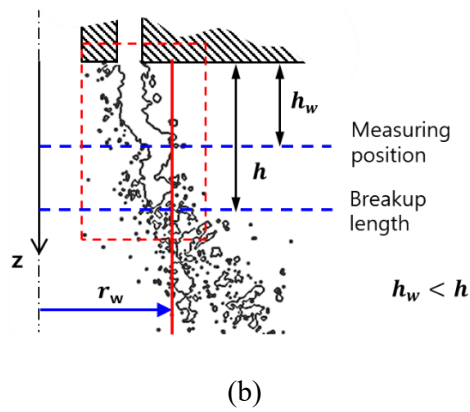 h_w
Measuring
position
h
Breakup
length
z
r_w
h_w < h
(b)